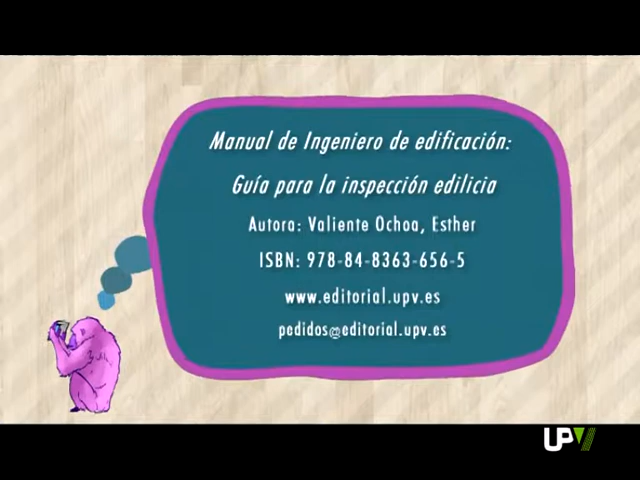 Manual de Ingeniero de edificación:
Guía para la inspección edilicia
Autora: Valiente Ochoa, Esther
ISBN: 978-84-8363-656-5
www.editorial.upv.es
pedidos@editorial.upv.es
UPV